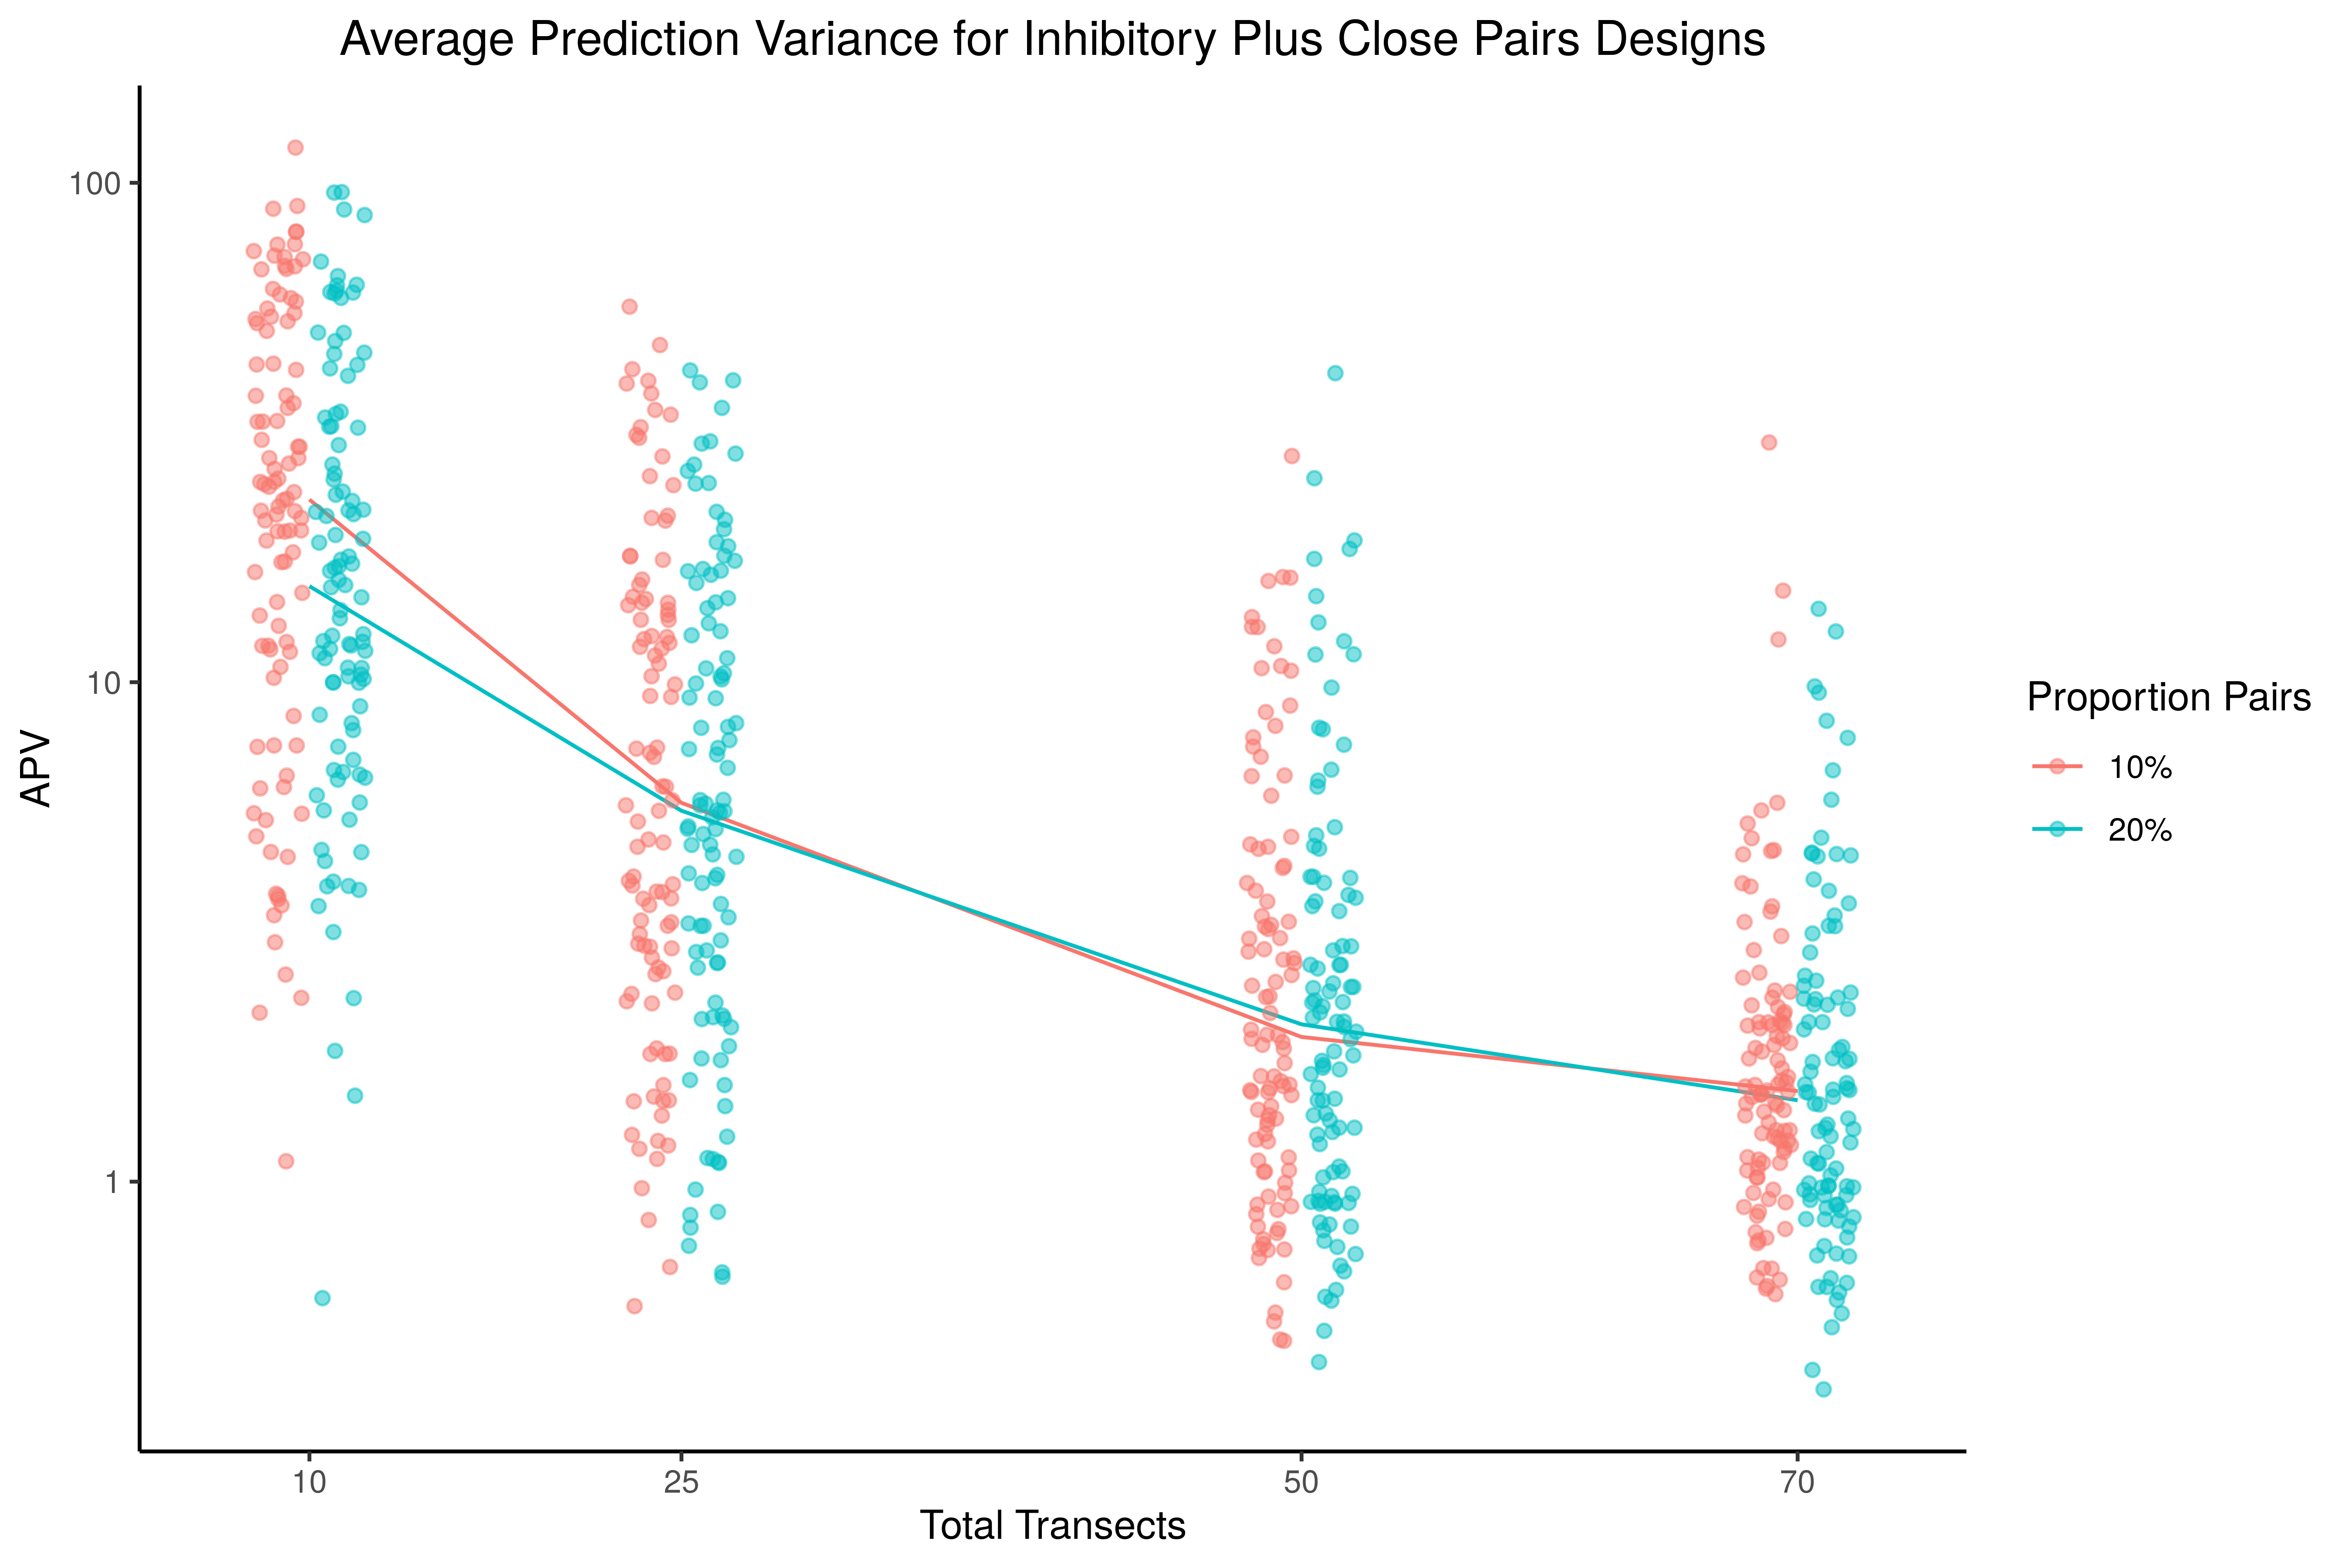 Average Prediction Variance for Inhibitory Plus Close Pairs Designs
100
10
1
APV
10 25 50 70
Total Transects
Proportion Pairs
10%
20%